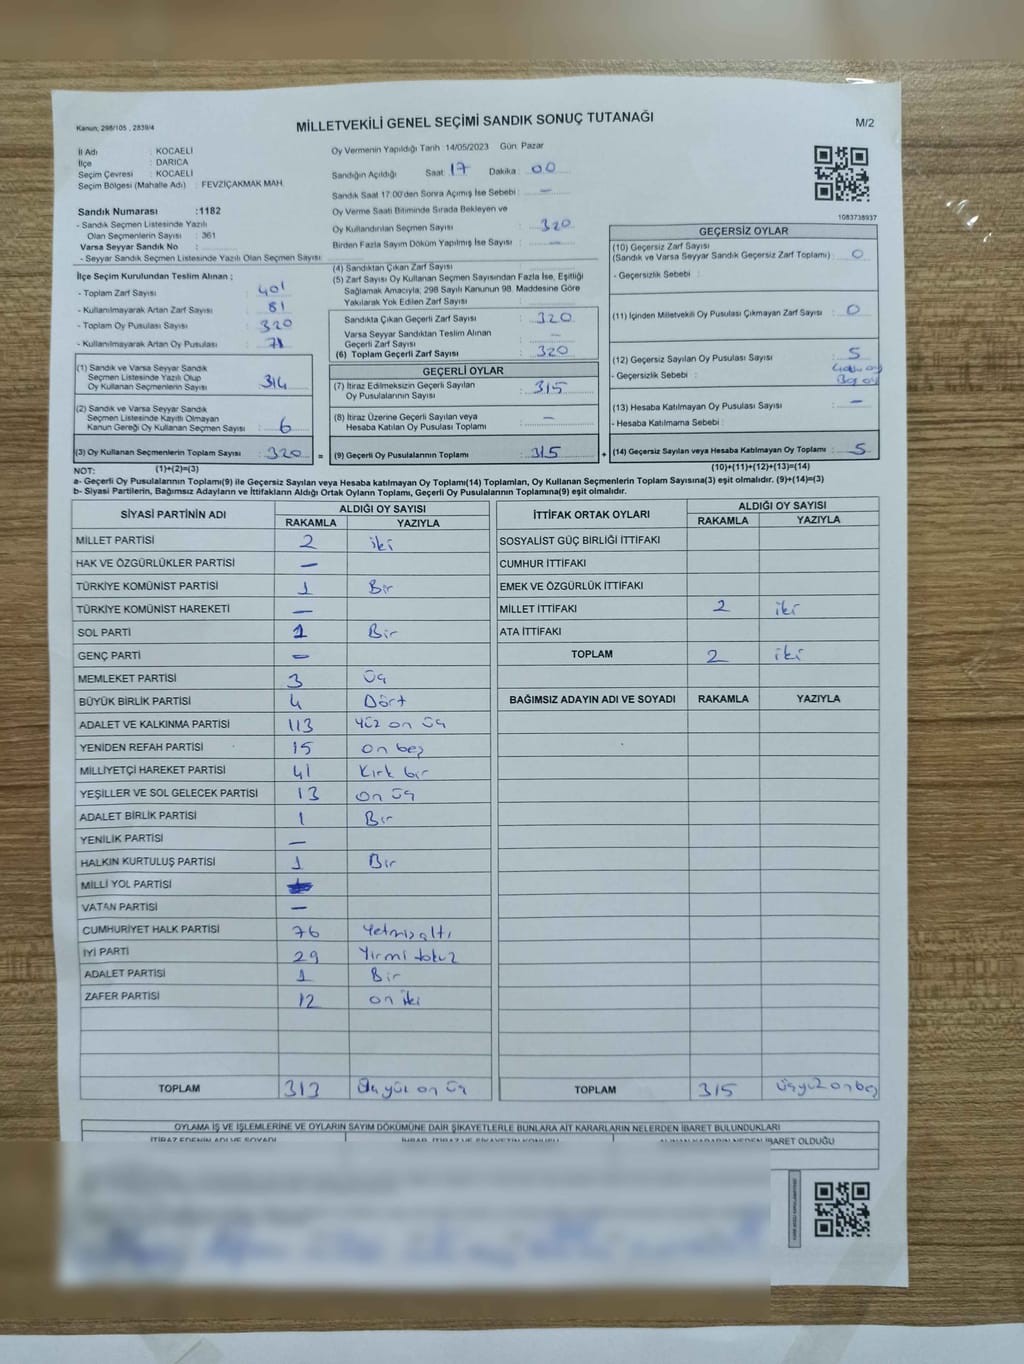 Kanun; 298/105 , 2839/4
MİLLETVEKİLİ GENEL SEÇİMİ SANDIK SONUÇ TUTANAĞI
M/2
İl Adı : KOCAELİ
İlçe : DARICA
Seçim Çevresi : KOCAELİ
Seçim Bölgesi (Mahalle Adı) : FEVZİÇAKMAK MAH.
Sandık Numarası :1182
- Sandık Seçmen Listesinde Yazılı
Olan Seçmenlerin Sayısı : 361
Varsa Seyyar Sandık No :
- Seyyar Sandık Seçmen Listesinde Yazılı Olan Seçmen Sayısı :
Oy Vermenin Yapıldığı Tarih :14/05/2023 Gün: Pazar
Sandığın Açıldığı Saat : 17 Dakika : 00
Sandık Saat 17.00'den Sonra Açılmış İse Sebebi : —
Oy Verme Saati Bitiminde Sırada Bekleyen ve
Oy Kullandırılan Seçmen Sayısı : 320
Birden Fazla Sayım Döküm Yapılmış İse Sayısı : —
1083738937
İlçe Seçim Kurulundan Teslim Alınan ;
- Toplam Zarf Sayısı : 401
- Kullanılmayarak Artan Zarf Sayısı : 81
- Toplam Oy Pusulası Sayısı : 320
- Kullanılmayarak Artan Oy Pusulası : 71
(1) Sandık ve Varsa Seyyar Sandık
Seçmen Listesinde Yazılı Olup
Oy Kullanan Seçmenlerin Sayısı : 314
(2) Sandık ve Varsa Seyyar Sandık
Seçmen Listesinde Kayıtlı Olmayan
Kanun Gereği Oy Kullanan Seçmen Sayısı : 6
(3) Oy Kullanan Seçmenlerin Toplam Sayısı : 320 =
(4) Sandıktan Çıkan Zarf Sayısı :
(5) Zarf Sayısı Oy Kullanan Seçmen Sayısından Fazla İse, Eşitliği
Sağlamak Amacıyla, 298 Sayılı Kanunun 98. Maddesine Göre
Yakılarak Yok Edilen Zarf Sayısı :
Sandıkta Çıkan Geçerli Zarf Sayısı : 320
Varsa Seyyar Sandıktan Teslim Alınan
Geçerli Zarf Sayısı : —
(6) Toplam Geçerli Zarf Sayısı : 320
GEÇERLİ OYLAR
(7) İtiraz Edilmeksizin Geçerli Sayılan
Oy Pusulalarının Sayısı : 315
(8) İtiraz Üzerine Geçerli Sayılan veya
Hesaba Katılan Oy Pusulası Toplamı : —
(9) Geçerli Oy Pusulalarının Toplamı : 315 +
GEÇERSİZ OYLAR
(10) Geçersiz Zarf Sayısı
(Sandık ve Varsa Seyyar Sandık Geçersiz Zarf Toplamı) : 0
- Geçersizlik Sebebi :
(11) İçinden Milletvekili Oy Pusulası Çıkmayan Zarf Sayısı : 0
(12) Geçersiz Sayılan Oy Pusulası Sayısı : 5
- Geçersizlik Sebebi : oy
Boş oy
(13) Hesaba Katılmayan Oy Pusulası Sayısı : —
- Hesaba Katılmama Sebebi :
(14) Geçersiz Sayılan veya Hesaba Katılmayan Oy Toplamı : 5
NOT: (1)+(2)=(3) (10)+(11)+(12)+(13)=(14)
a- Geçerli Oy Pusulalarının Toplamı(9) ile Geçersiz Sayılan veya Hesaba Katılmayan Oy Toplamı(14) Toplamları, Oy Kullanan Seçmenlerin Toplam Sayısına(3) eşit olmalıdır. (9)+(14)=(3)
b- Siyasi Partilerin, Bağımsız Adayların ve İttifakların Aldığı Ortak Oyların Toplamı, Geçerli Oy Pusulalarının Toplamına(9) eşit olmalıdır.
SİYASİ PARTİNİN ADI ALDIĞI OY SAYISI
RAKAMLA YAZIYLA
MİLLET PARTİSİ 2 iki
HAK VE ÖZGÜRLÜKLER PARTİSİ —
TÜRKİYE KOMÜNİST PARTİSİ 1 Bir
TÜRKİYE KOMÜNİST HAREKETİ —
SOL PARTİ 1 Bir
GENÇ PARTİ —
MEMLEKET PARTİSİ 3 Üç
BÜYÜK BİRLİK PARTİSİ 4 Dört
ADALET VE KALKINMA PARTİSİ 113 yüz on üç
YENİDEN REFAH PARTİSİ 15 on beş
MİLLİYETÇİ HAREKET PARTİSİ 41 Kırk bir
YEŞİLLER VE SOL GELECEK PARTİSİ 13 on üç
ADALET BİRLİK PARTİSİ 1 Bir
YENİLİK PARTİSİ —
HALKIN KURTULUŞ PARTİSİ 1 Bir
MİLLİ YOL PARTİSİ
VATAN PARTİSİ —
CUMHURİYET HALK PARTİSİ 76 Yetmişaltı
İYİ PARTİ 29 Yirmi dokuz
ADALET PARTİSİ 1 Bir
ZAFER PARTİSİ 12 on iki
TOPLAM 313 Üç yüz on üç
İTTİFAK ORTAK OYLARI ALDIĞI OY SAYISI
RAKAMLA YAZIYLA
SOSYALİST GÜÇ BİRLİĞİ İTTİFAKI
CUMHUR İTTİFAKI
EMEK VE ÖZGÜRLÜK İTTİFAKI
MİLLET İTTİFAKI 2 iki
ATA İTTİFAKI
TOPLAM 2 iki
BAĞIMSIZ ADAYIN ADI VE SOYADI RAKAMLA YAZIYLA
TOPLAM 315 üçyüz onbeş
OYLAMA İŞ VE İŞLEMLERİNE VE OYLARIN SAYIM DÖKÜMÜNE DAİR ŞİKAYETLERLE BUNLARA AİT KARARLARIN NELERDEN İBARET BULUNDUKLARI
İTİRAZ EDENİN ADI VE SOYADI
İBARET OLDUĞU